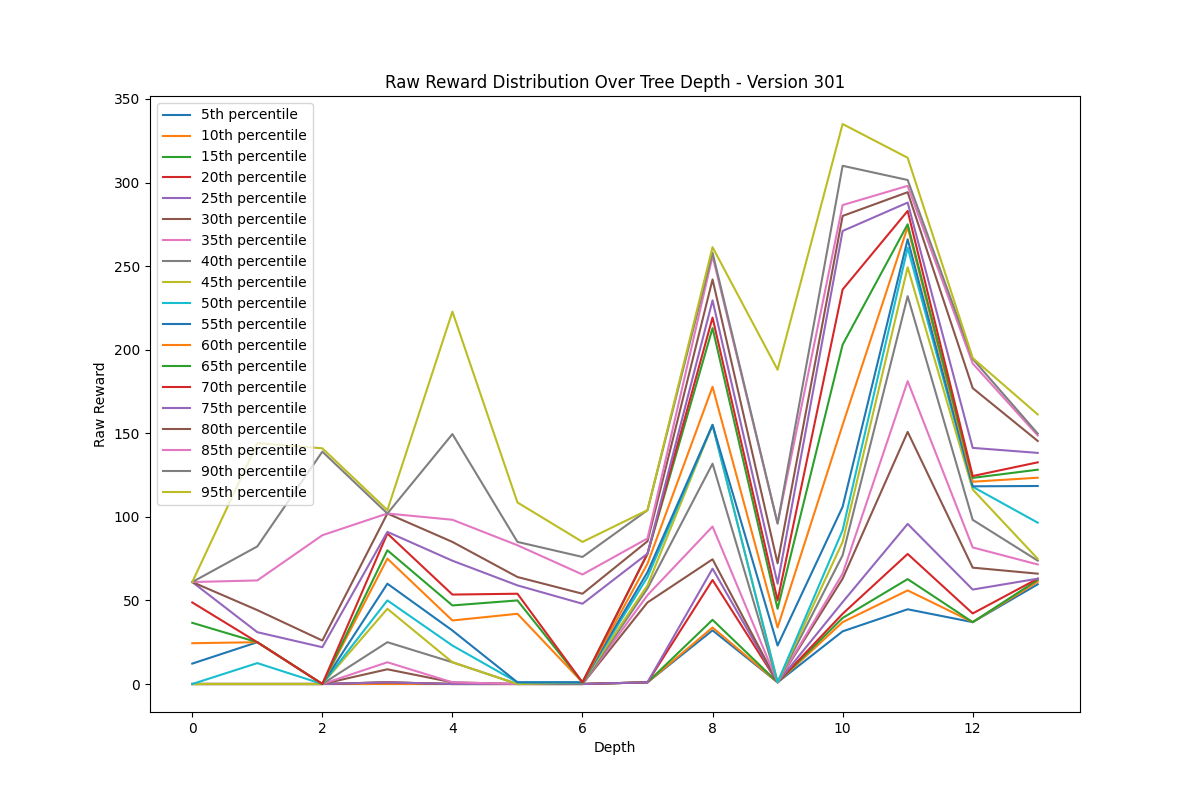 Raw Reward Distribution Over Tree Depth - Version 301
350
300
250
200
150
100
50
0
Raw Reward
5th percentile
10th percentile
15th percentile
20th percentile
25th percentile
30th percentile
35th percentile
40th percentile
45th percentile
50th percentile
55th percentile
60th percentile
65th percentile
70th percentile
75th percentile
80th percentile
85th percentile
90th percentile
95th percentile
0 2 4 6 8 10 12
Depth